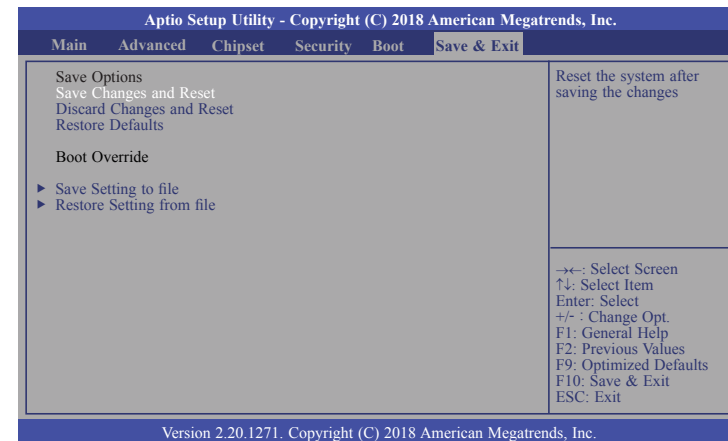 Aptio Setup Utility - Copyright (C) 2018 American Megatrends, Inc.
Main Advanced Chipset Security Boot Save & Exit
Save Options
Save Changes and Reset
Discard Changes and Reset
Restore Defaults
Boot Override
▶ Save Setting to file
▶ Restore Setting from file
Reset the system after
saving the changes
→←: Select Screen
↑↓: Select Item
Enter: Select
+/- : Change Opt.
F1: General Help
F2: Previous Values
F9: Optimized Defaults
F10: Save & Exit
ESC: Exit
Version 2.20.1271. Copyright (C) 2018 American Megatrends, Inc.